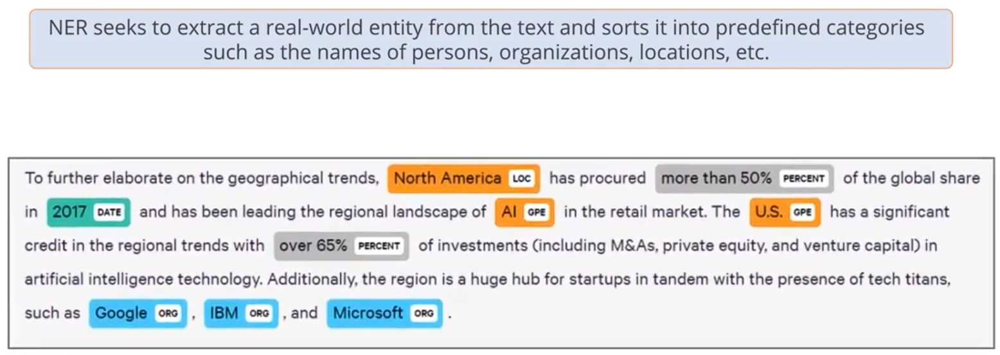 NER seeks to extract a real-world entity from the text and sorts it into predefined categories
such as the names of persons, organizations, locations, etc.
To further elaborate on the geographical trends, North America LOC has procured more than 50% PERCENT of the global share
in 2017 DATE and has been leading the regional landscape of AI GPE in the retail market. The U.S. GPE has a significant
credit in the regional trends with over 65% PERCENT of investments (including M&As, private equity, and venture capital) in
artificial intelligence technology. Additionally, the region is a huge hub for startups in tandem with the presence of tech titans,
such as Google ORG , IBM ORG , and Microsoft ORG .